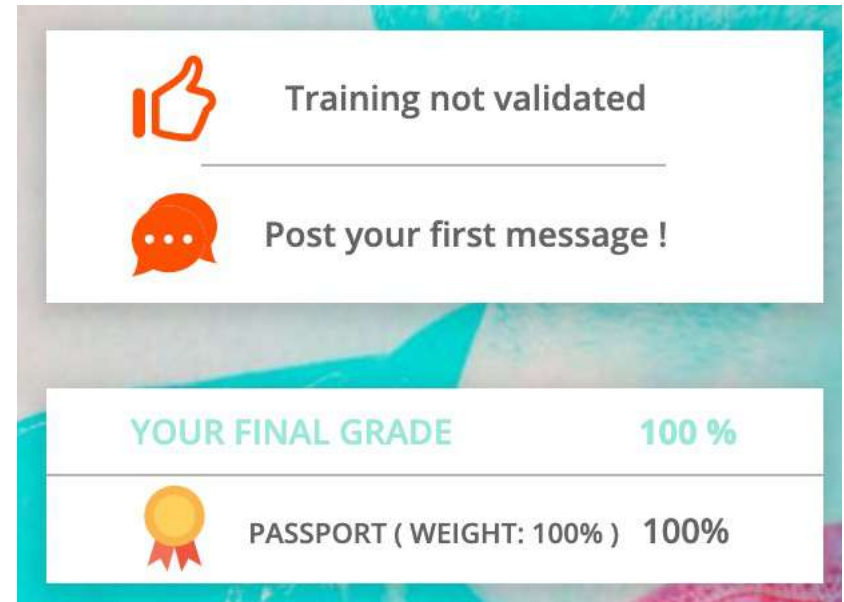 Training not validated
Post your first message !
YOUR FINAL GRADE 100 %
PASSPORT ( WEIGHT: 100% ) 100%